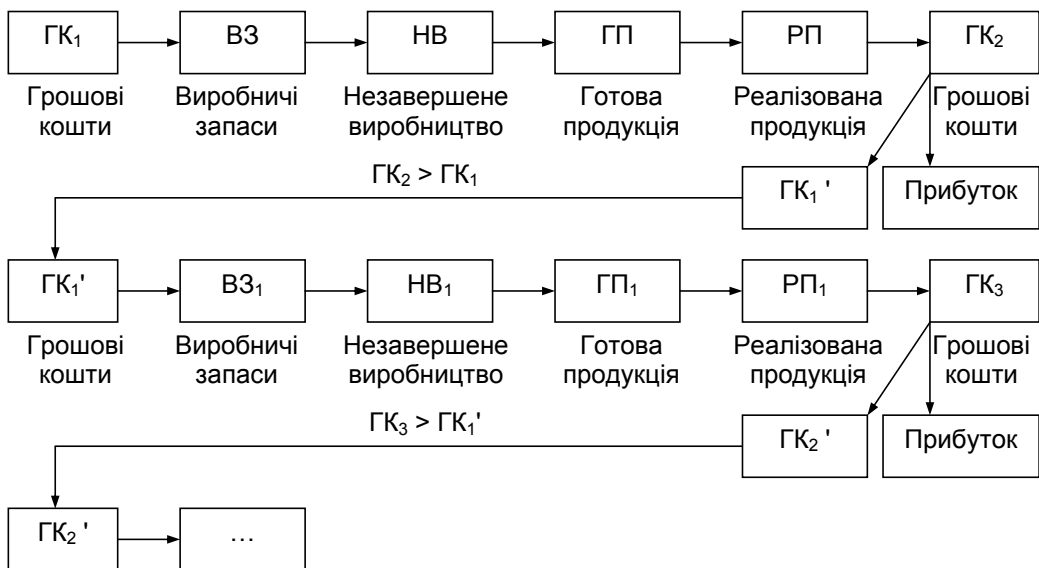 ГК₁ ВЗ НВ ГП РП ГК₂
Грошові Виробничі Незавершене Готова Реалізована Грошові
кошти запаси виробництво продукція продукція кошти
ГК₂ > ГК₁
ГК₁ ' Прибуток
ГК₁' ВЗ₁ НВ₁ ГП₁ РП₁ ГК₃
Грошові Виробничі Незавершене Готова Реалізована Грошові
кошти запаси виробництво продукція продукція кошти
ГК₃ > ГК₁'
ГК₂ ' Прибуток
ГК₂ ' …